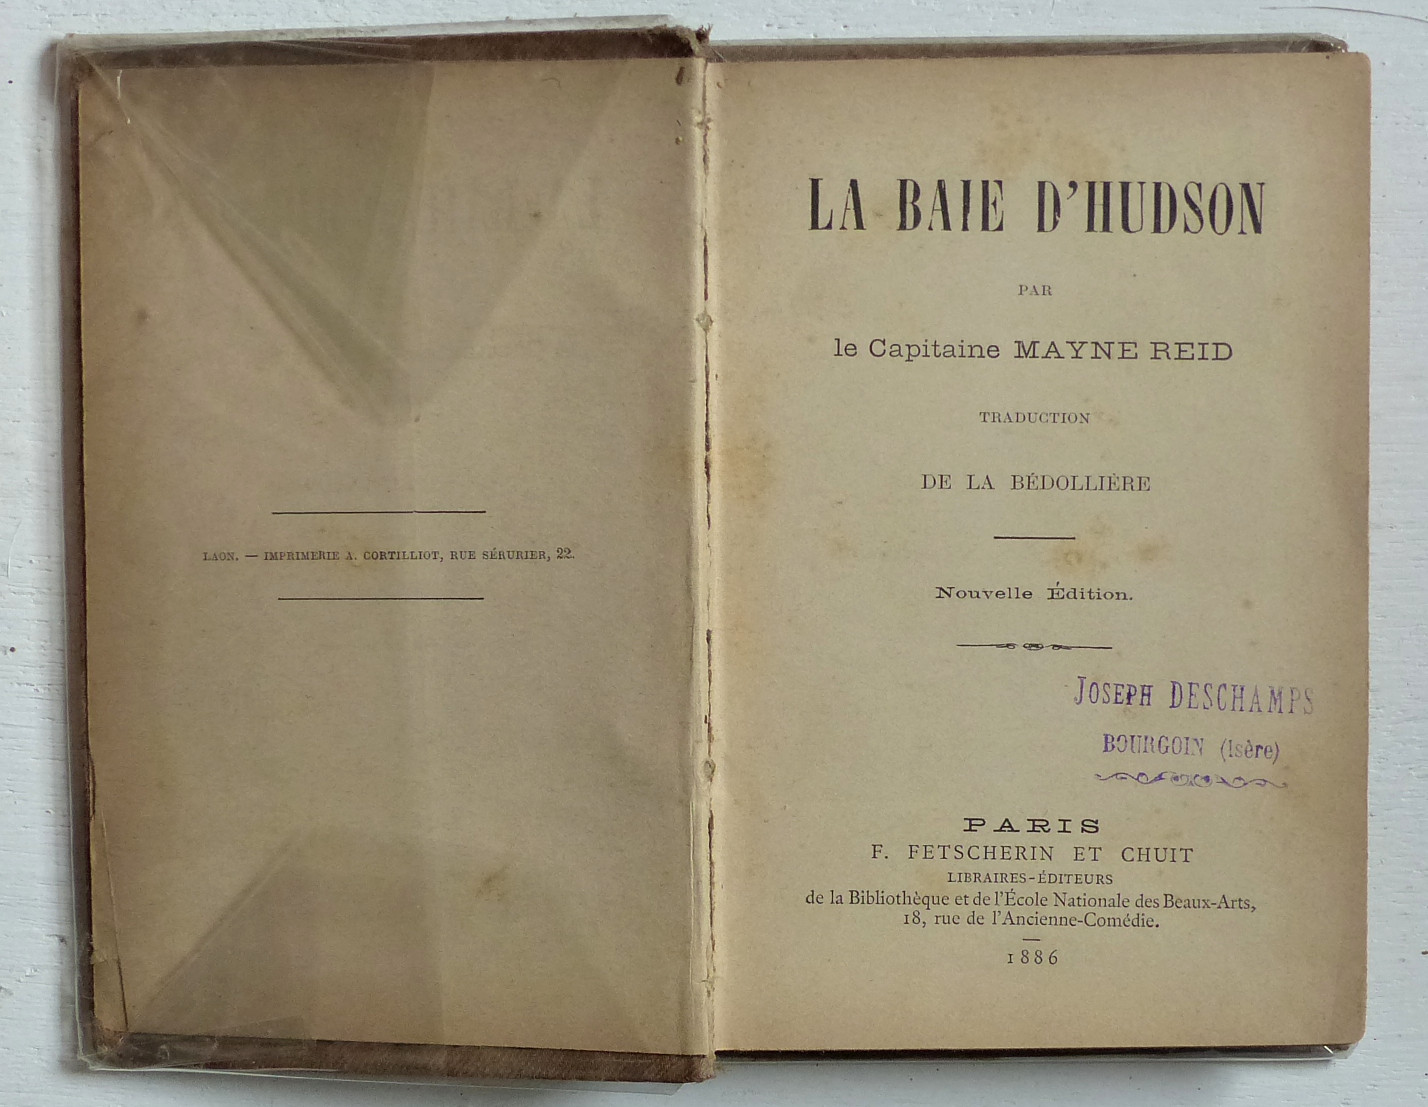 LAON. — IMPRIMERIE A. CORTILLIOT, RUE SÉRURIER, 22.
LA BAIE D'HUDSON
PAR
le Capitaine MAYNE REID
TRADUCTION
DE LA BÉDOLLIÈRE
Nouvelle Édition.
JOSEPH DESCHAMPS
BOURGOIN (Isère)
PARIS
F. FETSCHERIN ET CHUIT
LIBRAIRES-ÉDITEURS
de la Bibliothèque et de l'École Nationale des Beaux-Arts,
18, rue de l'Ancienne-Comédie.
1886